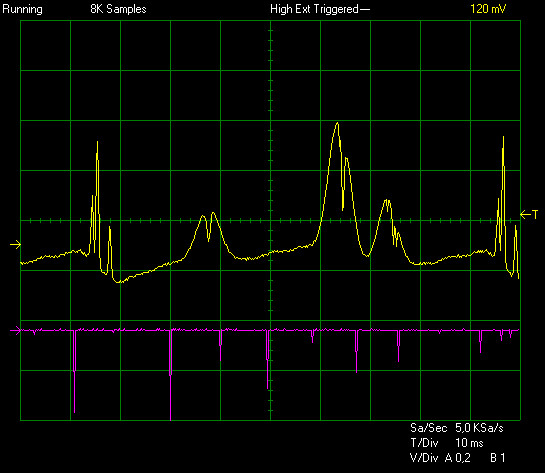 Running 8K Samples High Ext Triggered— 120 mV
T
Sa/Sec 5,0 KSa/s
T/Div 10 ms
V/Div A 0,2 B 1